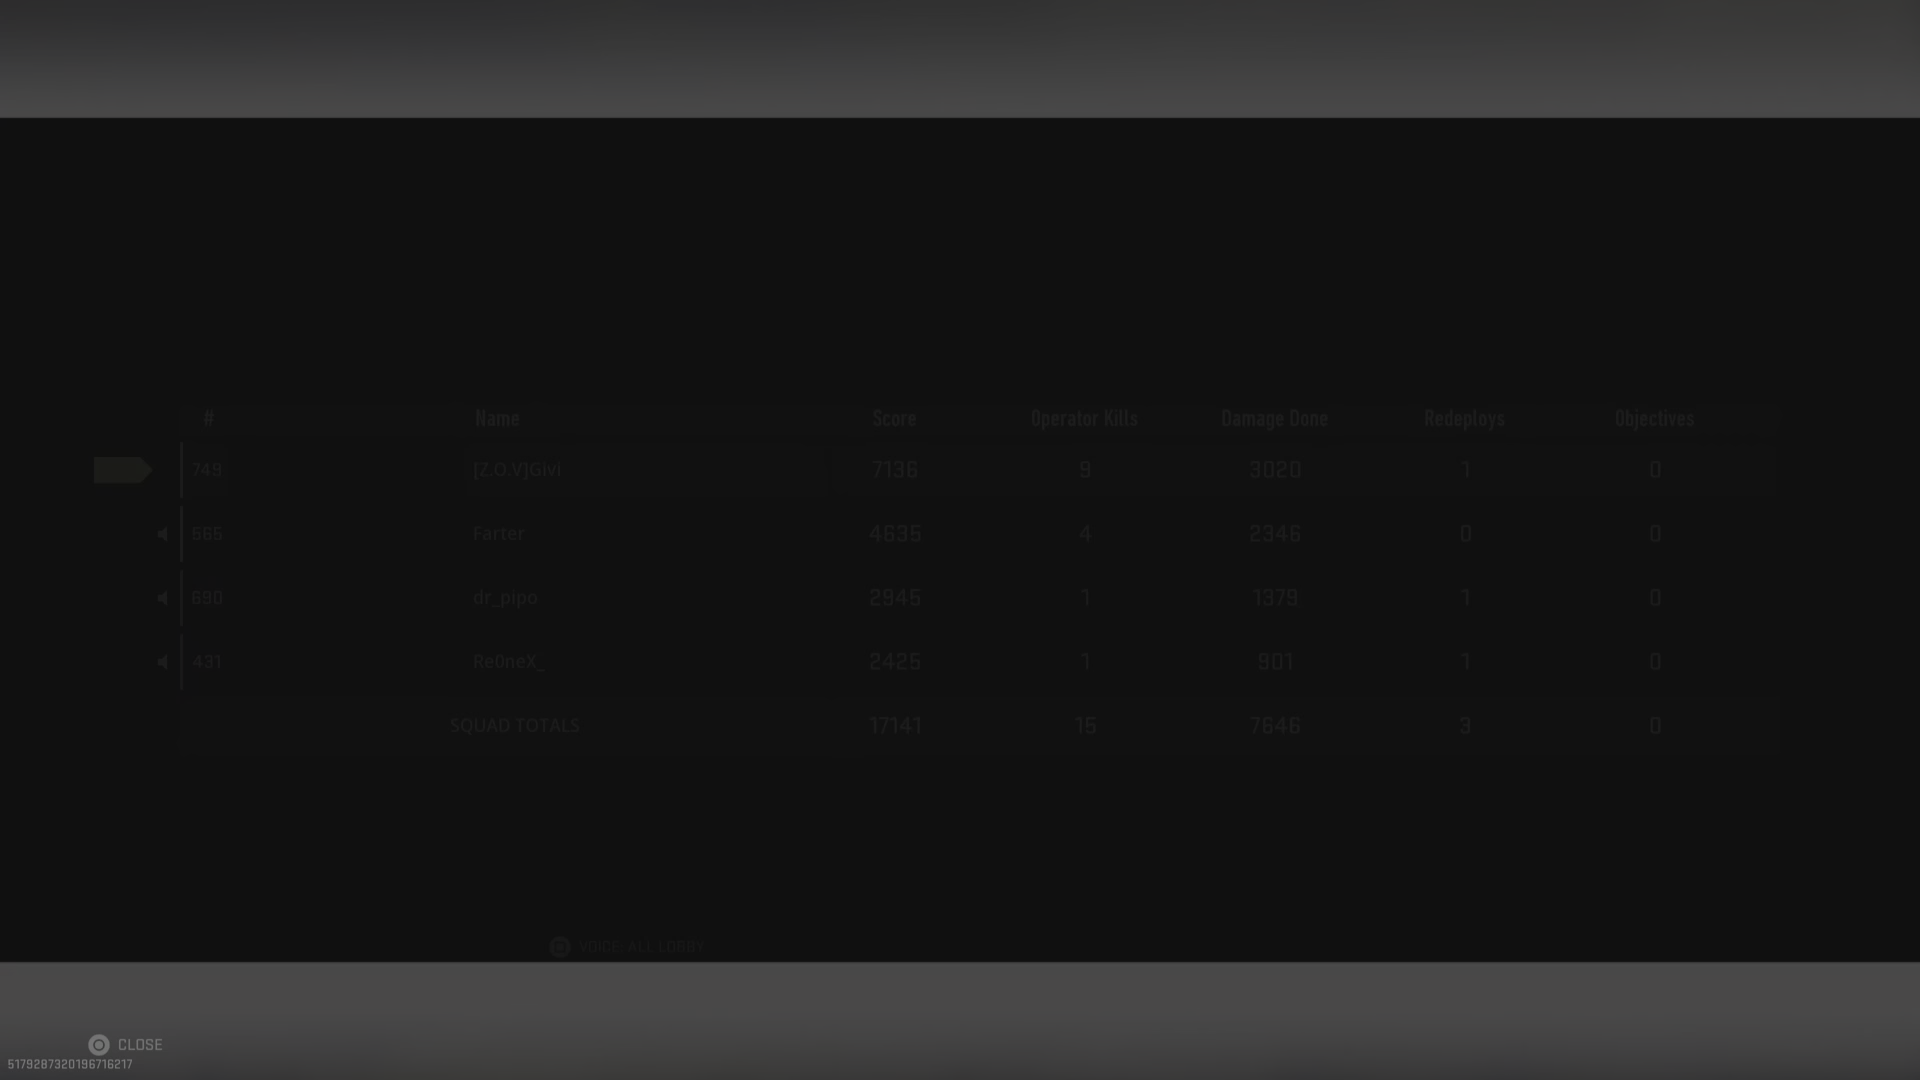 # Name Score Operator Kills Damage Done Redeploys Objectives
749 [Z.O.V]Givi 7136 9 3020 1 0
565 Farter 4635 4 2346 0 0
690 dr_pipo 2945 1 1379 1 0
431 Re0neX_ 2425 1 901 1 0
SQUAD TOTALS 17141 15 7646 3 0
VOICE: ALL LOBBY
CLOSE
5179287320196716217